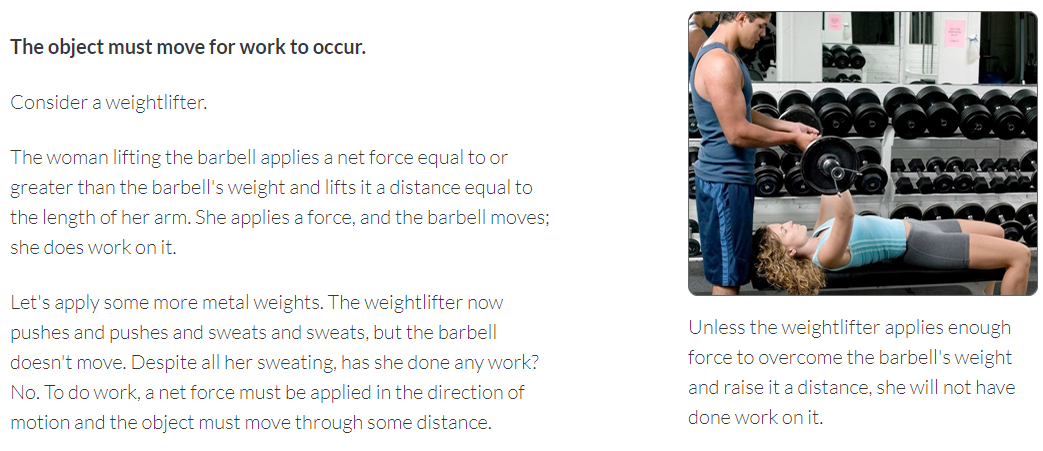 The object must move for work to occur.
Consider a weightlifter.
The woman lifting the barbell applies a net force equal to or
greater than the barbell's weight and lifts it a distance equal to
the length of her arm. She applies a force, and the barbell moves;
she does work on it.
Let's apply some more metal weights. The weightlifter now
pushes and pushes and sweats and sweats, but the barbell
doesn't move. Despite all her sweating, has she done any work?
No. To do work, a net force must be applied in the direction of
motion and the object must move through some distance.
Unless the weightlifter applies enough
force to overcome the barbell's weight
and raise it a distance, she will not have
done work on it.